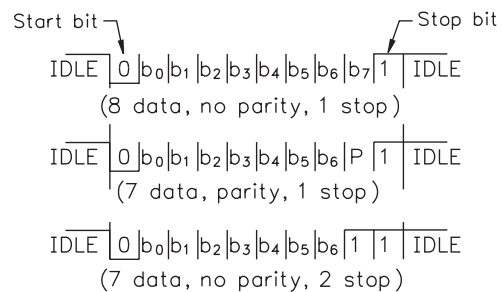 Start bit Stop bit
IDLE 0 b₀ b₁ b₂ b₃ b₄ b₅ b₆ b₇ 1 IDLE
(8 data, no parity, 1 stop)
IDLE 0 b₀ b₁ b₂ b₃ b₄ b₅ b₆ P 1 IDLE
(7 data, parity, 1 stop)
IDLE 0 b₀ b₁ b₂ b₃ b₄ b₅ b₆ 1 1 IDLE
(7 data, no parity, 2 stop)